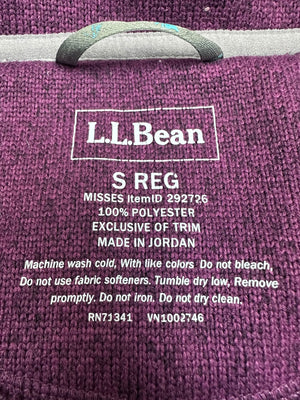 L.L.Bean
S REG
MISSES ItemID 292726
100% POLYESTER
EXCLUSIVE OF TRIM
MADE IN JORDAN
Machine wash cold, With like colors Do not bleach,
Do not use fabric softeners. Tumble dry low, Remove
promptly. Do not iron. Do not dry clean.
RN71341 VN1002746